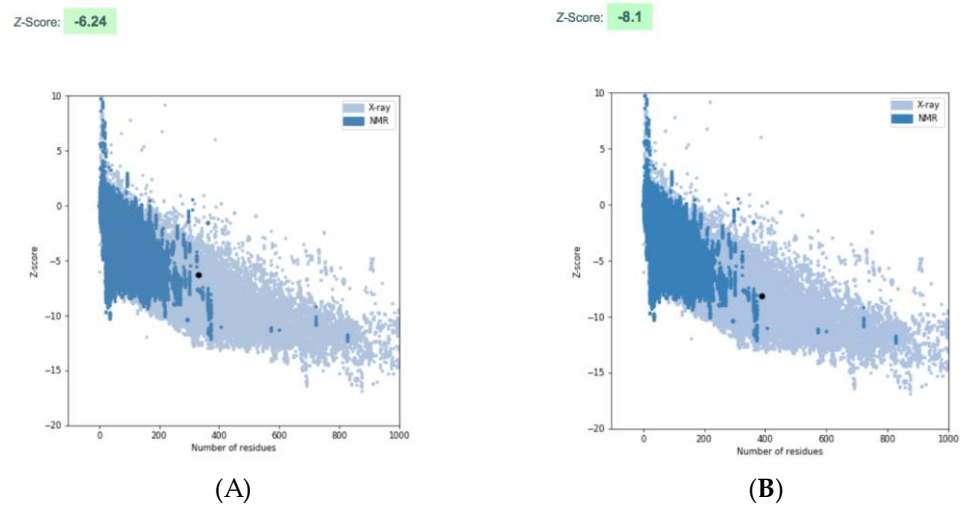 Z-Score: -6.24
10
5
0
−5
−10
−15
−20
Z-score
0 200 400 600 800 1000
Number of residues
X-ray
NMR
(A)
Z-Score: -8.1
10
5
0
−5
−10
−15
−20
Z-score
0 200 400 600 800 1000
Number of residues
X-ray
NMR
(B)